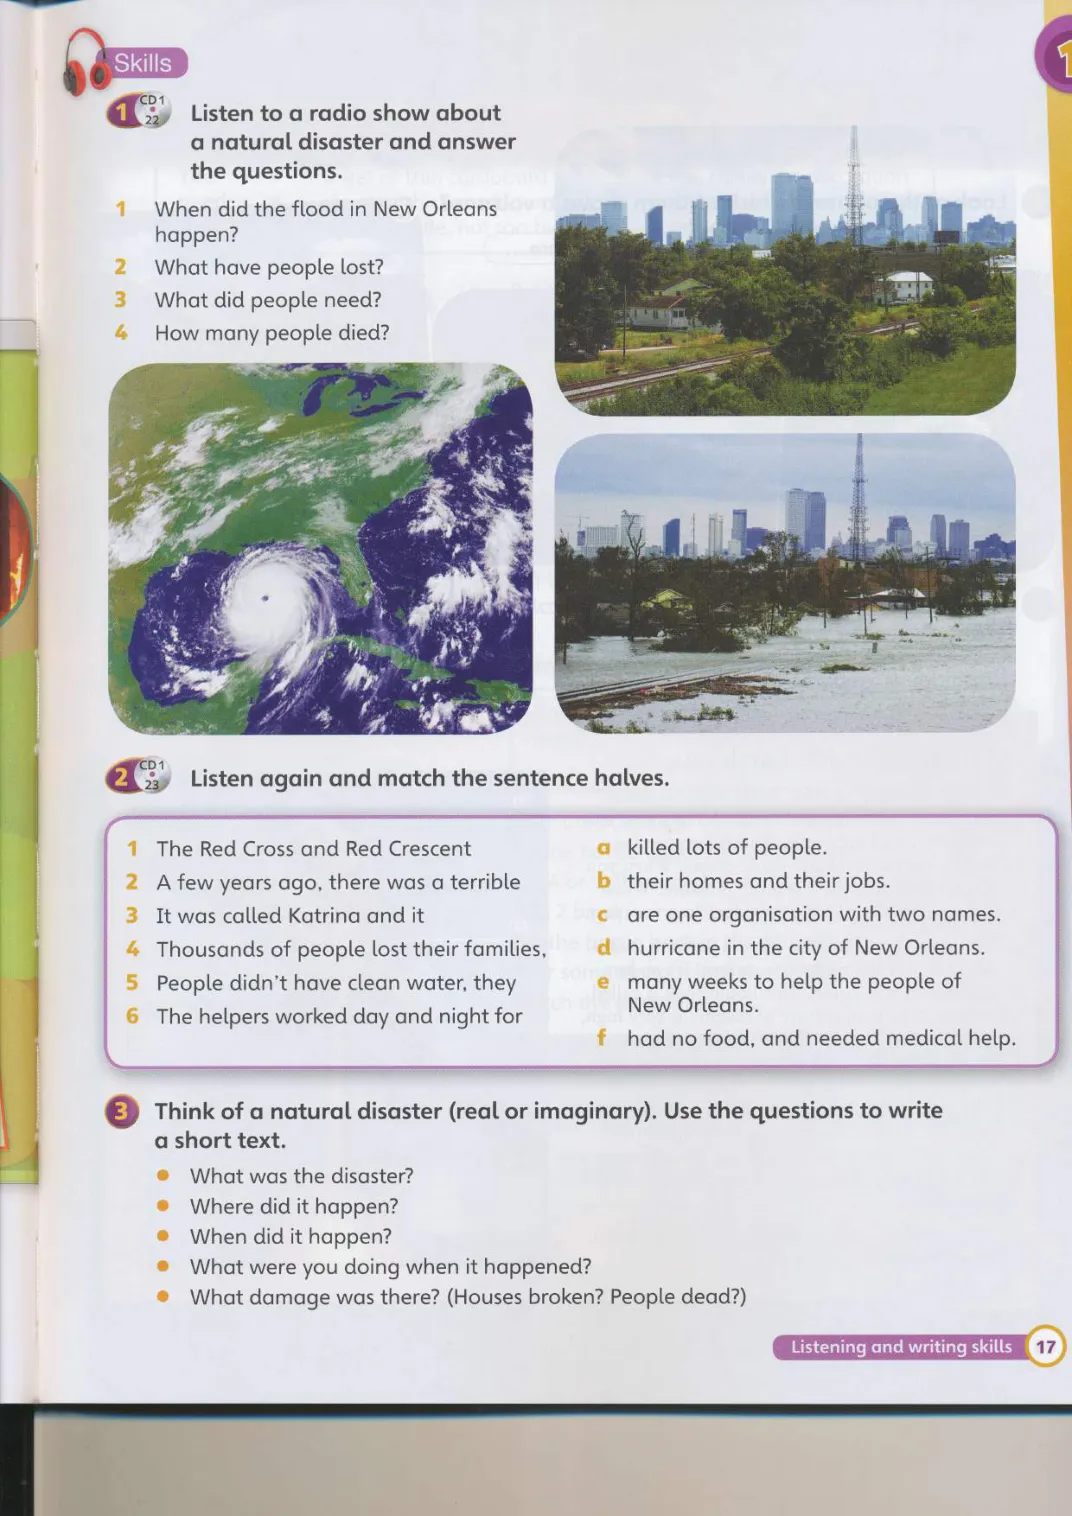 Skills
1
1 CD1 22
Listen to a radio show about
a natural disaster and answer
the questions.
1 When did the flood in New Orleans
happen?
2 What have people lost?
3 What did people need?
4 How many people died?
2 CD1 23
Listen again and match the sentence halves.
1 The Red Cross and Red Crescent
2 A few years ago, there was a terrible
3 It was called Katrina and it
4 Thousands of people lost their families,
5 People didn't have clean water, they
6 The helpers worked day and night for
a killed lots of people.
b their homes and their jobs.
c are one organisation with two names.
d hurricane in the city of New Orleans.
e many weeks to help the people of
New Orleans.
f had no food, and needed medical help.
3 Think of a natural disaster (real or imaginary). Use the questions to write
a short text.
• What was the disaster?
• Where did it happen?
• When did it happen?
• What were you doing when it happened?
• What damage was there? (Houses broken? People dead?)
Listening and writing skills 17